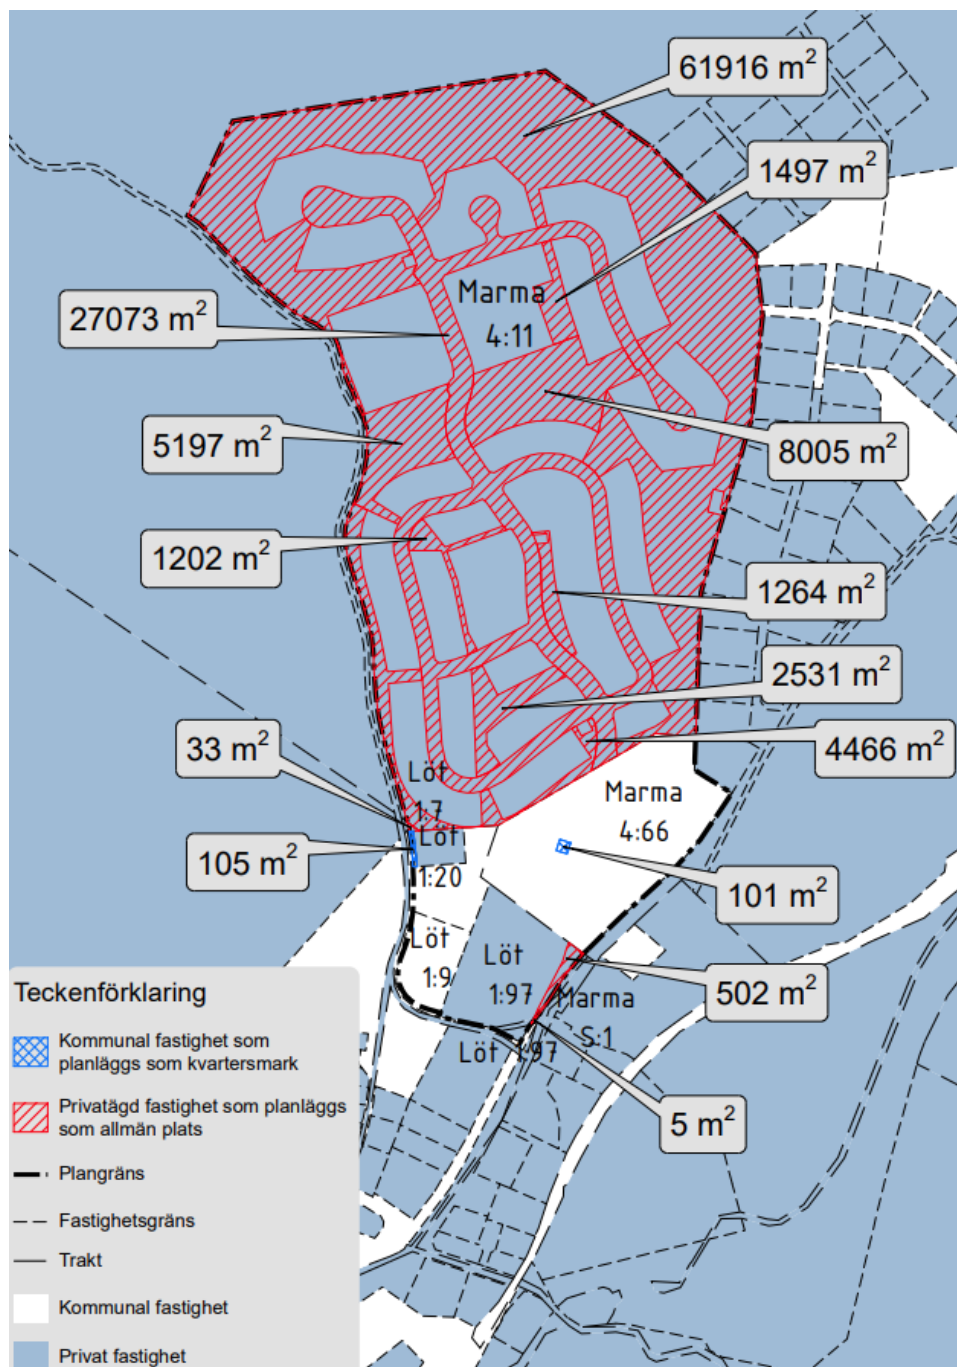 61916 m²
1497 m²
Marma
4:11
27073 m²
5197 m²
8005 m²
1202 m²
1264 m²
2531 m²
33 m²
4466 m²
Löt
1:7
Marma
4:66
Löt
1:20
105 m²
101 m²
Löt
1:9
Löt
1:97
502 m²
Marma
S:1
Löt 1:97
5 m²
Teckenförklaring
Kommunal fastighet som
planläggs som kvartersmark
Privatägd fastighet som planläggs
som allmän plats
Plangräns
Fastighetsgräns
Trakt
Kommunal fastighet
Privat fastighet